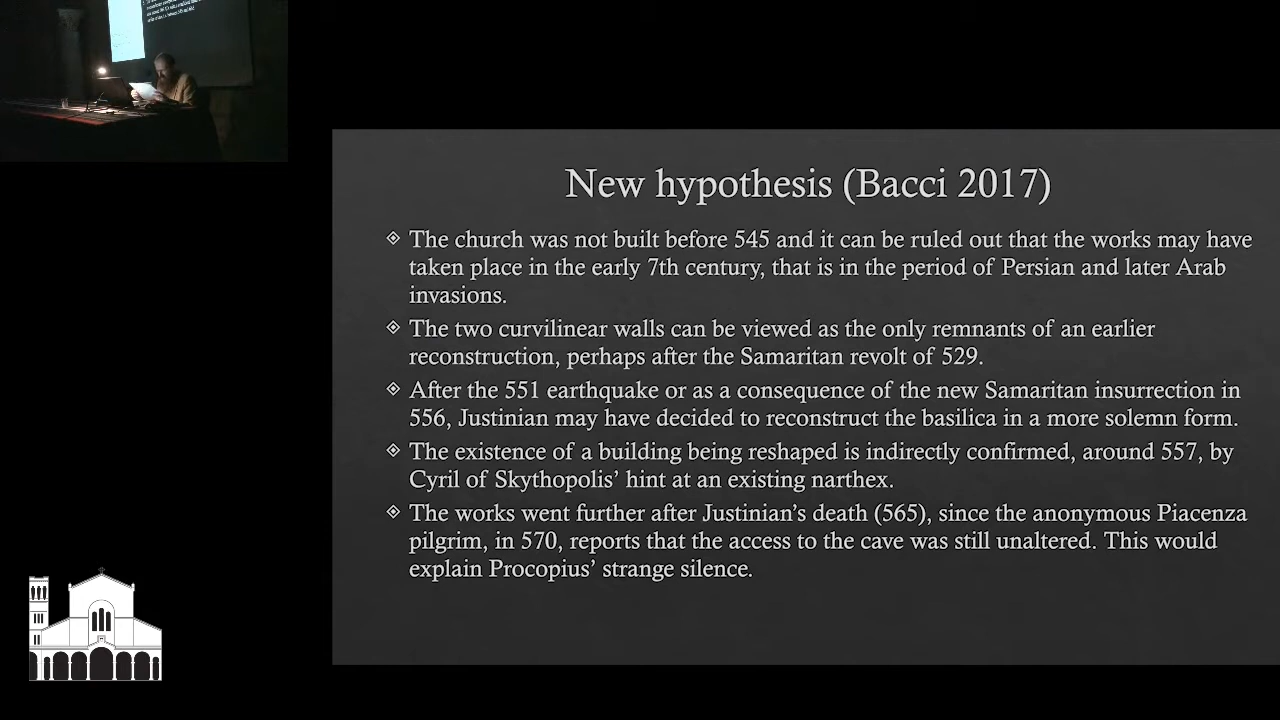 New hypothesis (Bacci 2017)
The church was not built before 545 and it can be ruled out that the works may have
taken place in the early 7th century, that is in the period of Persian and later Arab
invasions.
The two curvilinear walls can be viewed as the only remnants of an earlier
reconstruction, perhaps after the Samaritan revolt of 529.
After the 551 earthquake or as a consequence of the new Samaritan insurrection in
556, Justinian may have decided to reconstruct the basilica in a more solemn form.
The existence of a building being reshaped is indirectly confirmed, around 557, by
Cyril of Skythopolis’ hint at an existing narthex.
The works went further after Justinian’s death (565), since the anonymous Piacenza
pilgrim, in 570, reports that the access to the cave was still unaltered. This would
explain Procopius’ strange silence.